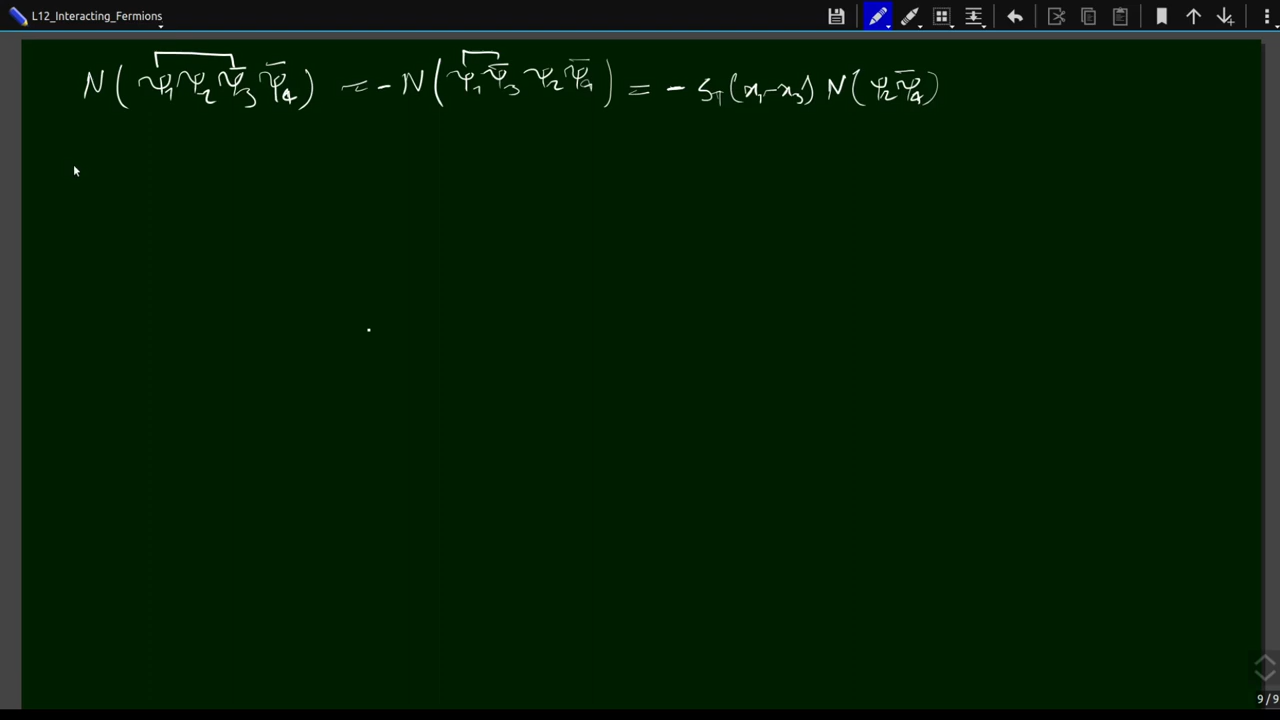 L12_Interacting_Fermions
N(ψ₁ψ₂ψ̄₃ψ̄₄) = -N(ψ₁ψ̄₃ψ₂ψ̄₄) = - S_F(x₁-x₃) N(ψ₂ψ̄₄)
9/9